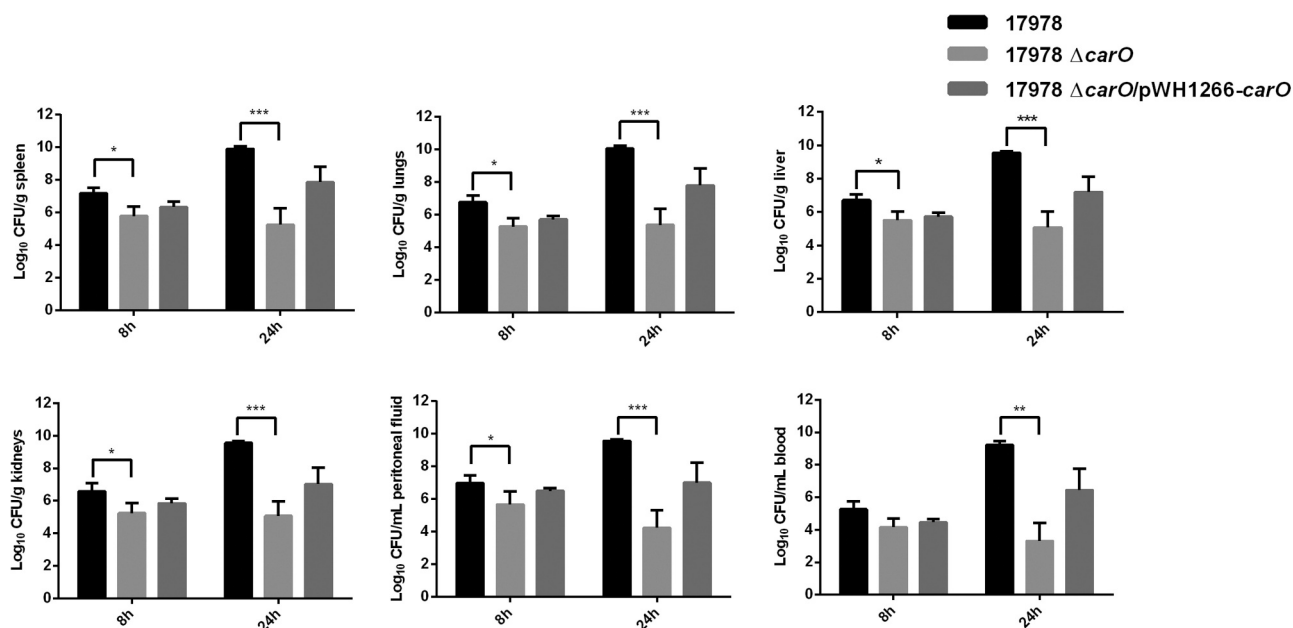 17978
17978 ΔcarO
17978 ΔcarO/pWH1266-carO
Log₁₀ CFU/g spleen
12
10
8
6
4
2
0
*
***
8h
24h
Log₁₀ CFU/g lungs
12
10
8
6
4
2
0
*
***
8h
24h
Log₁₀ CFU/g liver
12
10
8
6
4
2
0
*
***
8h
24h
Log₁₀ CFU/g kidneys
12
10
8
6
4
2
0
*
***
8h
24h
Log₁₀ CFU/mL peritoneal fluid
12
10
8
6
4
2
0
*
***
8h
24h
Log₁₀ CFU/mL blood
12
10
8
6
4
2
0
**
8h
24h